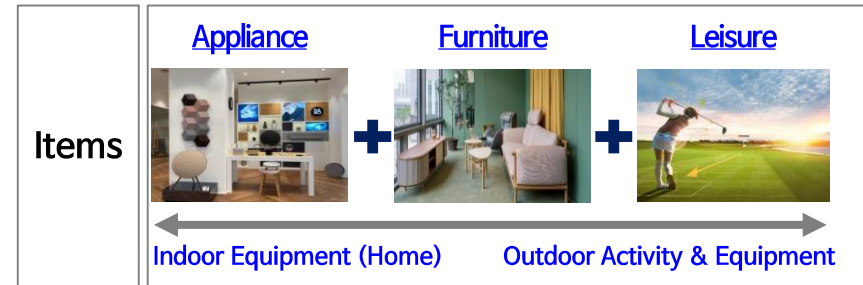 Appliance Furniture Leisure
Items
Indoor Equipment (Home) Outdoor Activity & Equipment